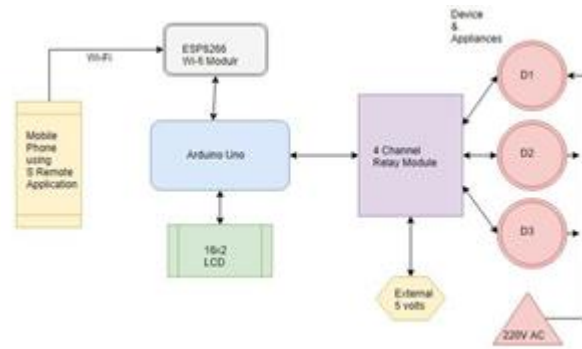 Device
&
Appliances
ESP8266
Wi-fi Modulr
Wi-Fi
D1
Mobile
Phone
using
S Remote
Application
Arduino Uno
4 Channel
Relay Module
D2
D3
16x2
LCD
External
5 volts
220V AC